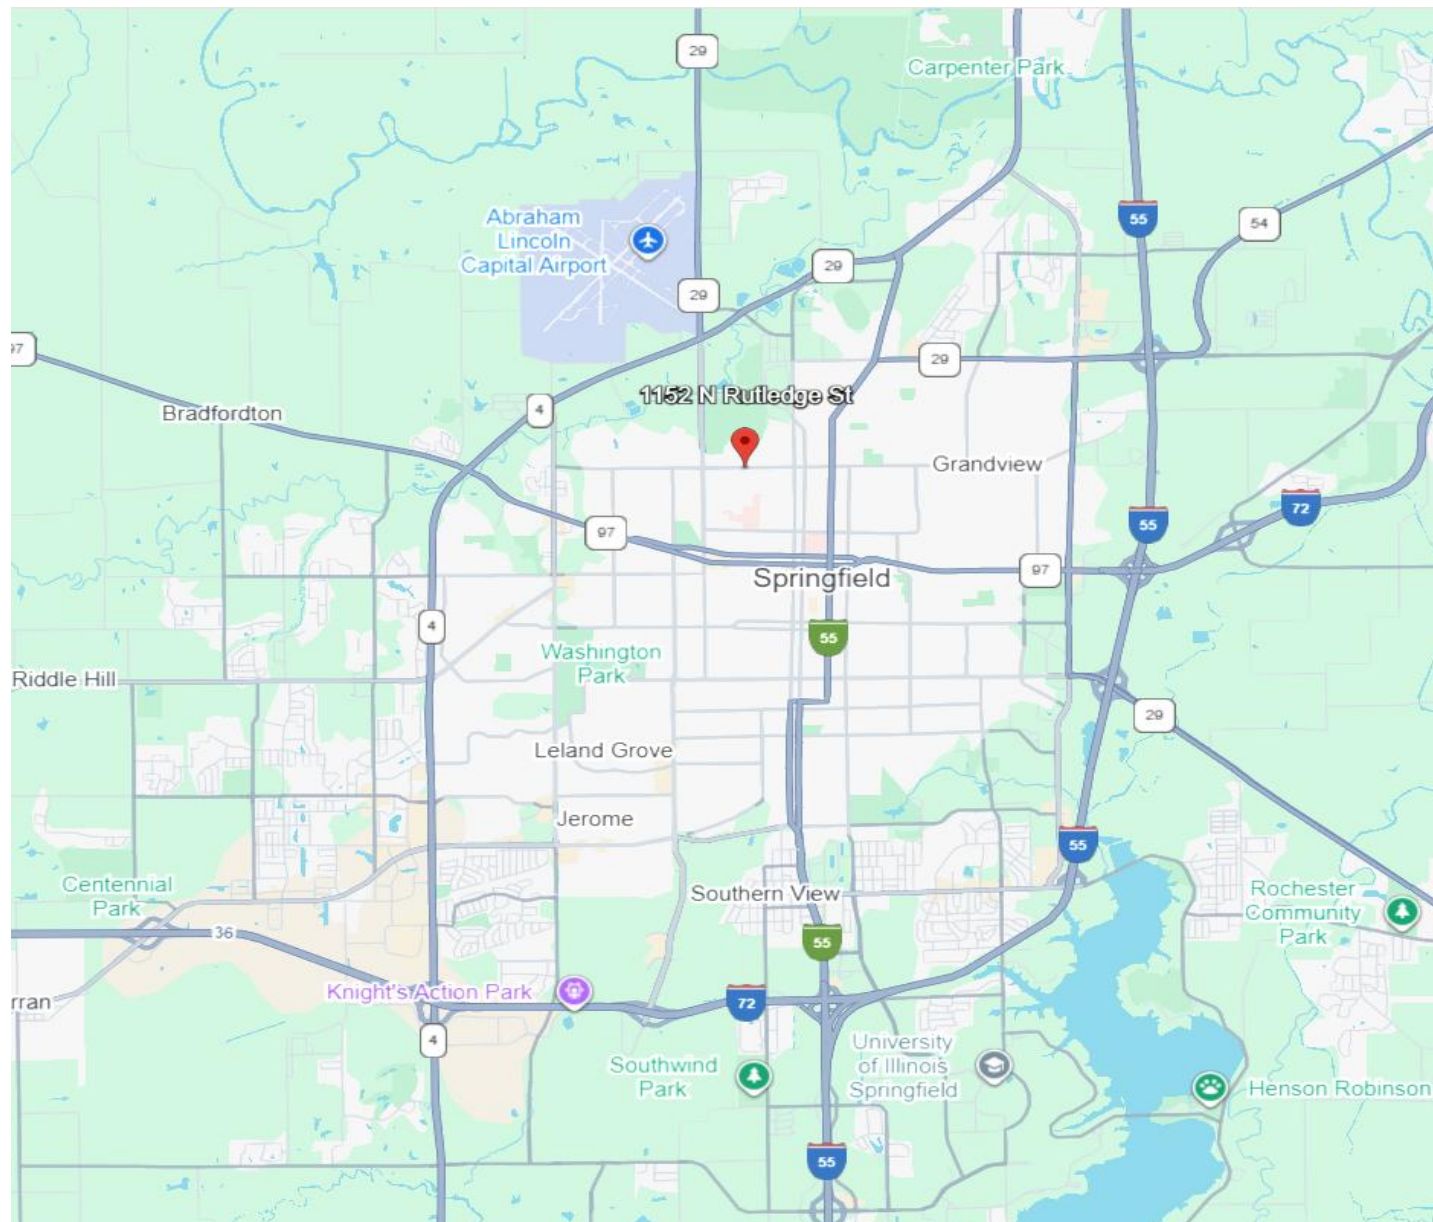 29
Carpenter Park
Abraham
Lincoln
Capital Airport
55
54
29
29
97
29
1152 N Rutledge St
4
Bradfordton
Grandview
72
55
97
97
Springfield
4
55
Washington
Park
Riddle Hill
29
Leland Grove
Jerome
55
Centennial
Park
Southern View
Rochester
Community
Park
36
55
Knight's Action Park
rran
72
4
University
of Illinois
Springfield
Southwind
Park
Henson Robinson
55